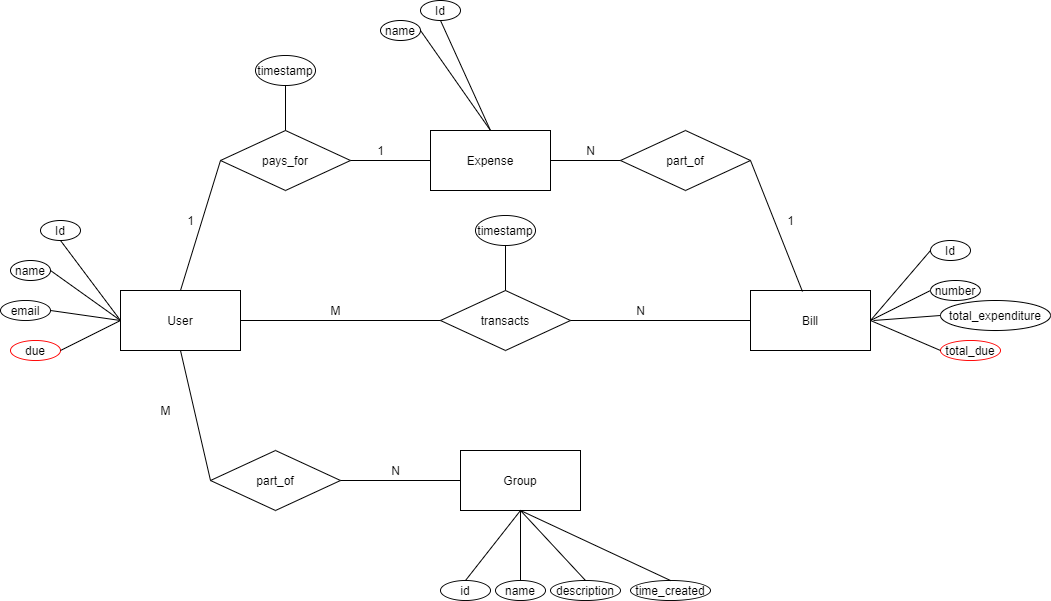 Id
name
timestamp
pays_for
1
Expense
N
part_of
1
1
Id
name
email
due
User
timestamp
M
transacts
N
Bill
Id
number
total_expenditure
total_due
M
part_of
N
Group
id
name
description
time_created